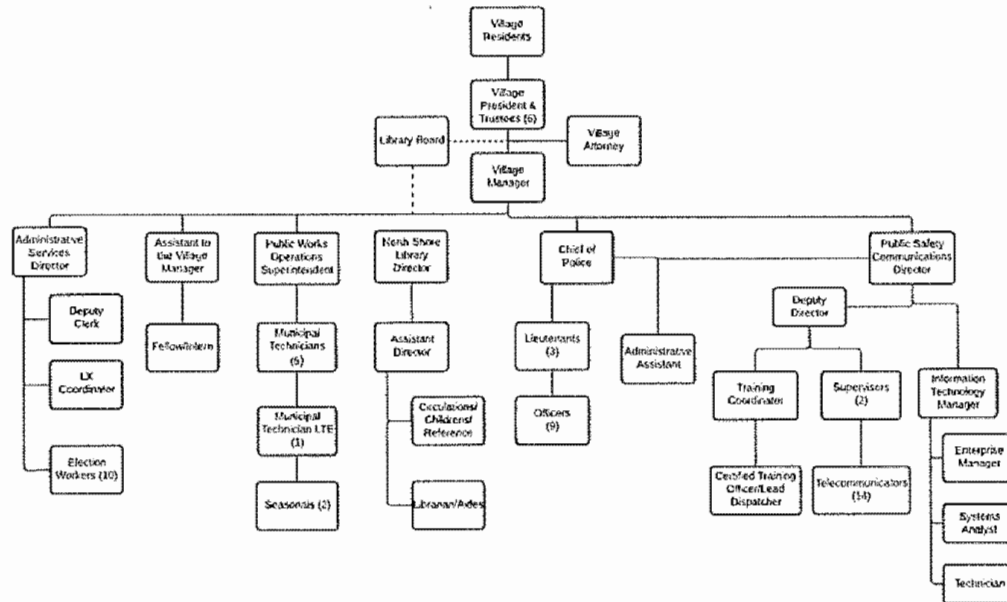 Village
Residents
Village
President &
Trustees (6)
Library Board
Village
Attorney
Village
Manager
Administrative
Services
Director
Assistant to
the Village
Manager
Public Works
Operations
Superintendent
North Shore
Library
Director
Chief of
Police
Public Safety
Communications
Director
Deputy
Clerk
Fellow/Intern
Municipal
Technicians
(5)
Assistant
Director
Lieutenants
(3)
Administrative
Assistant
Deputy
Director
LX
Coordinator
Municipal
Technician LTE
(1)
Circulations/
Childrens/
Reference
Officers
(9)
Training
Coordinator
Supervisors
(2)
Information
Technology
Manager
Election
Workers (10)
Seasonals (2)
Librarian/Aides
Certified Training
Officer/Lead
Dispatcher
Telecommunicators
(14)
Enterprise
Manager
Systems
Analyst
Technician